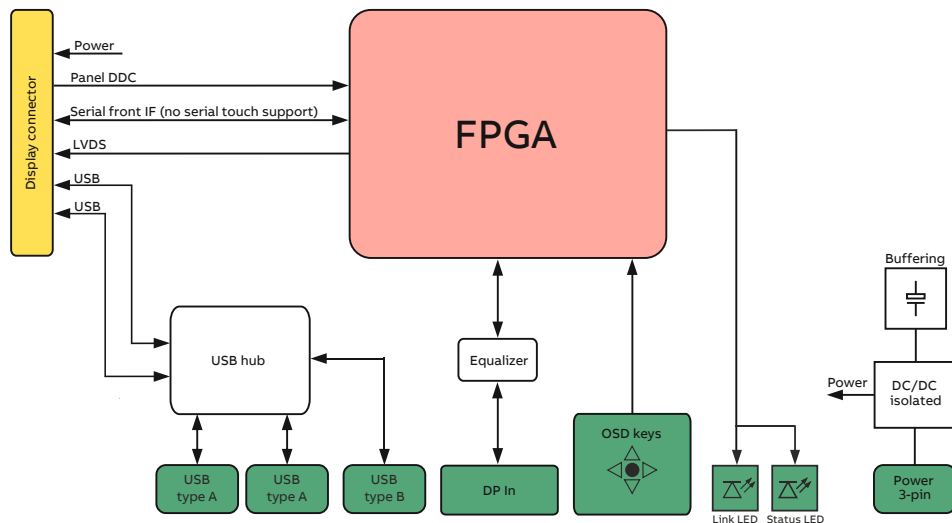 Display connector
Power
Panel DDC
Serial front IF (no serial touch support)
LVDS
USB
USB
FPGA
Buffering
USB hub
Equalizer
Power
DC/DC
isolated
OSD keys
USB
type A
USB
type A
USB
type B
DP In
Power
3-pin
Link LED
Status LED